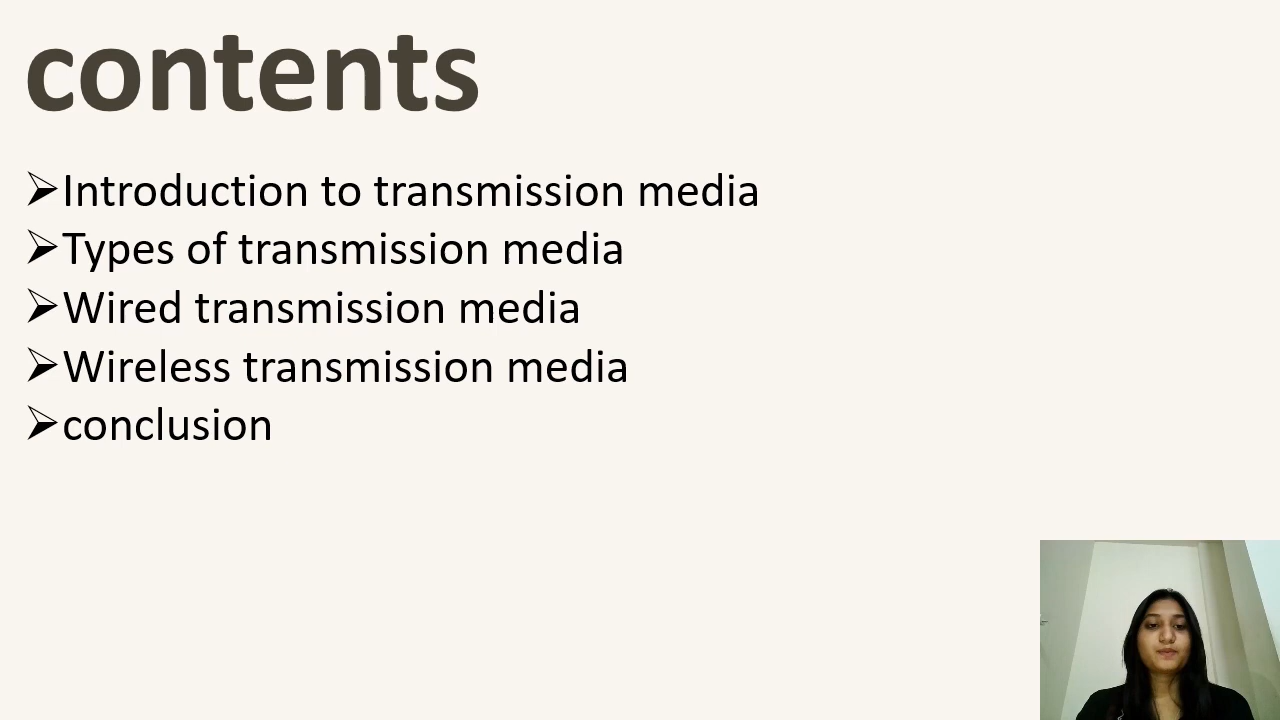 contents
➢Introduction to transmission media
➢Types of transmission media
➢Wired transmission media
➢Wireless transmission media
➢conclusion